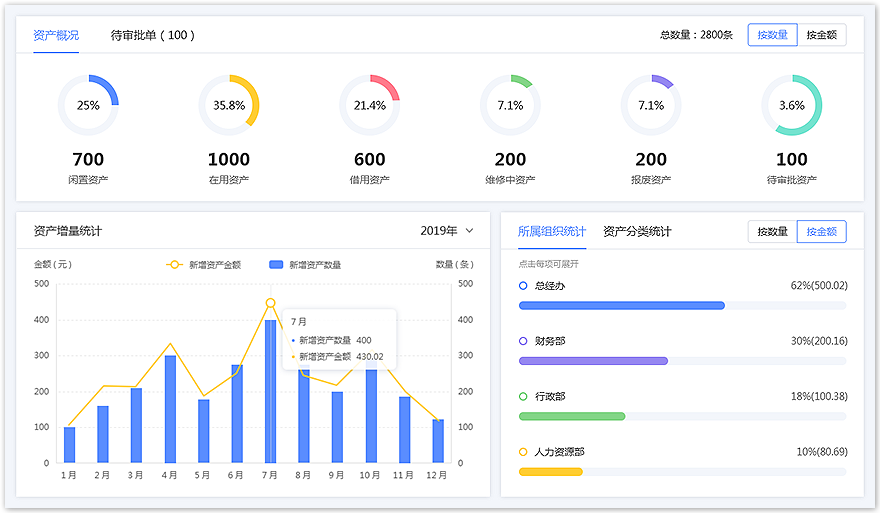 资产概况 待审批单（100） 总数量：2800条 按数量 按金额
25% 35.8% 21.4% 7.1% 7.1% 3.6%
700 1000 600 200 200 100
闲置资产 在用资产 借用资产 维修中资产 报废资产 待审批资产
资产增量统计 2019年
金额(元) 新增资产金额 新增资产数量 数量(条)
500 500
400 400
300 300
200 200
100 100
0 0
7月
新增资产数量 400
新增资产金额 430.02
1月 2月 3月 4月 5月 6月 7月 8月 9月 10月 11月 12月
所属组织统计 资产分类统计 按数量 按金额
点击每项可展开
总经办 62%(500.02)
财务部 30%(200.16)
行政部 18%(100.38)
人力资源部 10%(80.69)